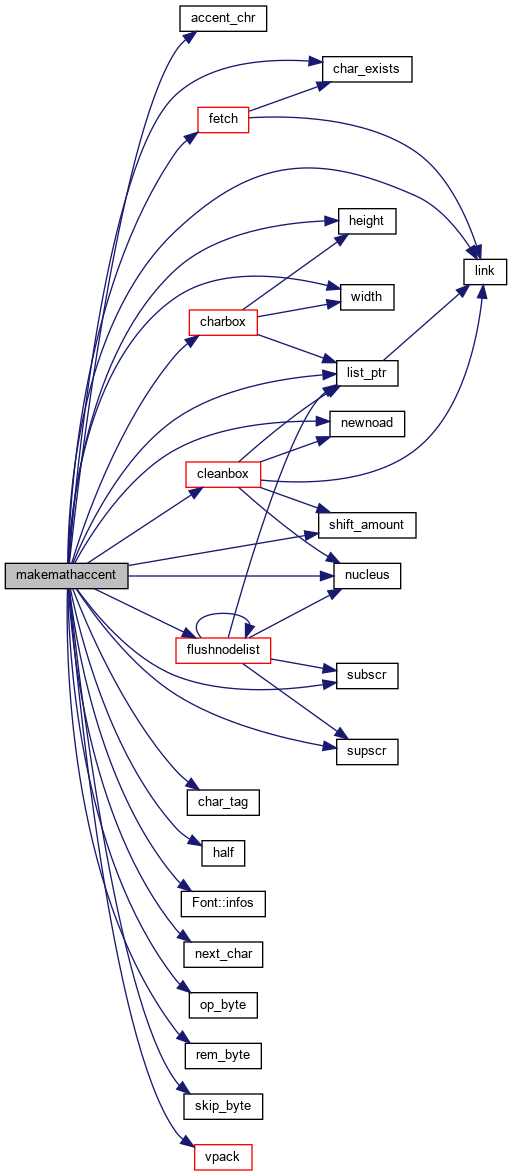 accent_chr
char_exists
fetch
height
link
width
charbox
list_ptr
newnoad
cleanbox
shift_amount
makemathaccent
nucleus
flushnodelist
subscr
supscr
char_tag
half
Font::infos
next_char
op_byte
rem_byte
skip_byte
vpack